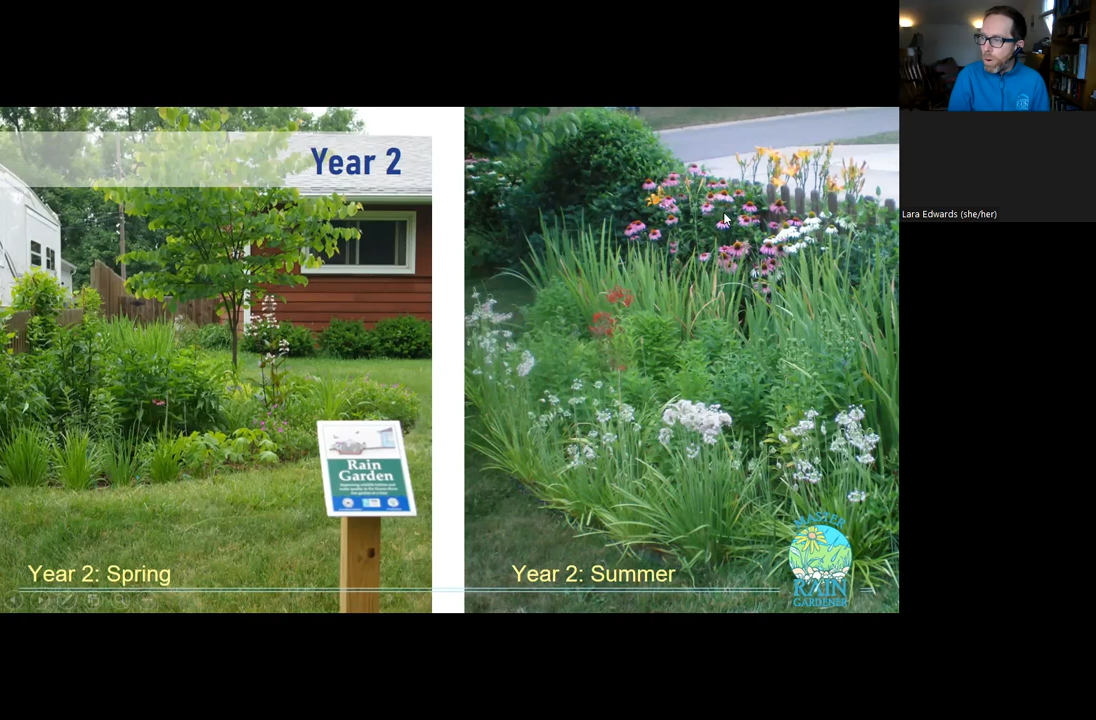 Year 2
Lara Edwards (she/her)
Rain
Garden
Year 2: Spring
Year 2: Summer
MASTER
RAIN
GARDENER